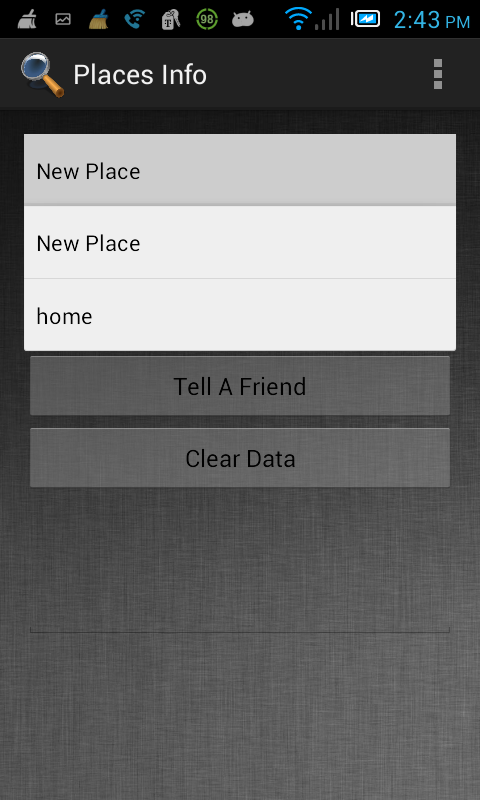 98
2:43 PM
Places Info
New Place
New Place
home
Tell A Friend
Clear Data